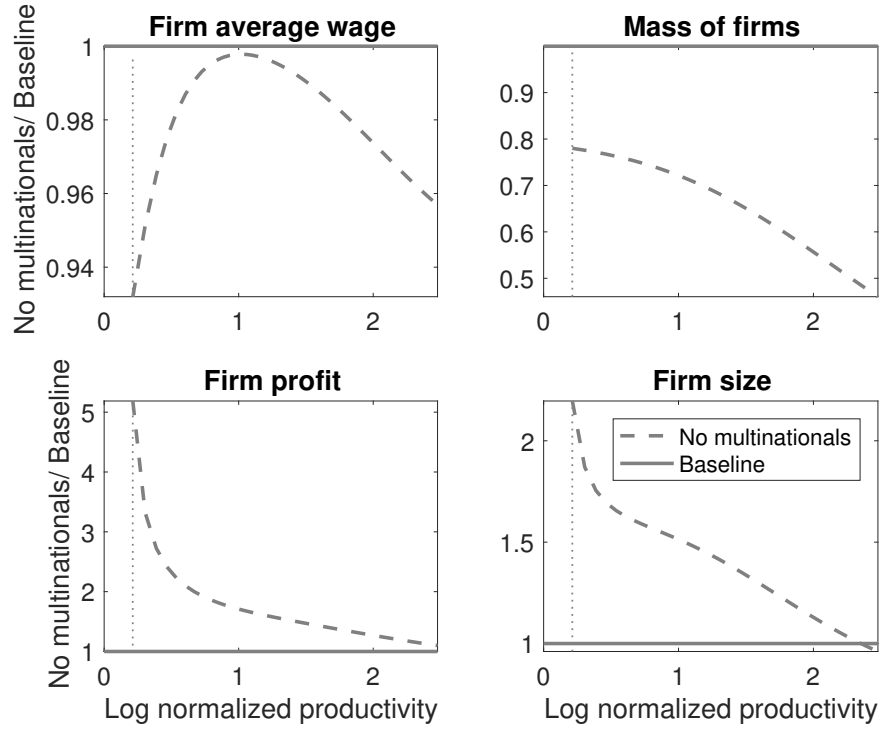 Firm average wage
No multinationals/ Baseline
1
0.98
0.96
0.94
0 1 2
Mass of firms
0.9
0.8
0.7
0.6
0.5
0 1 2
Firm profit
No multinationals/ Baseline
5
4
3
2
1
0 1 2
Log normalized productivity
Firm size
No multinationals
Baseline
2
1.5
1
0 1 2
Log normalized productivity